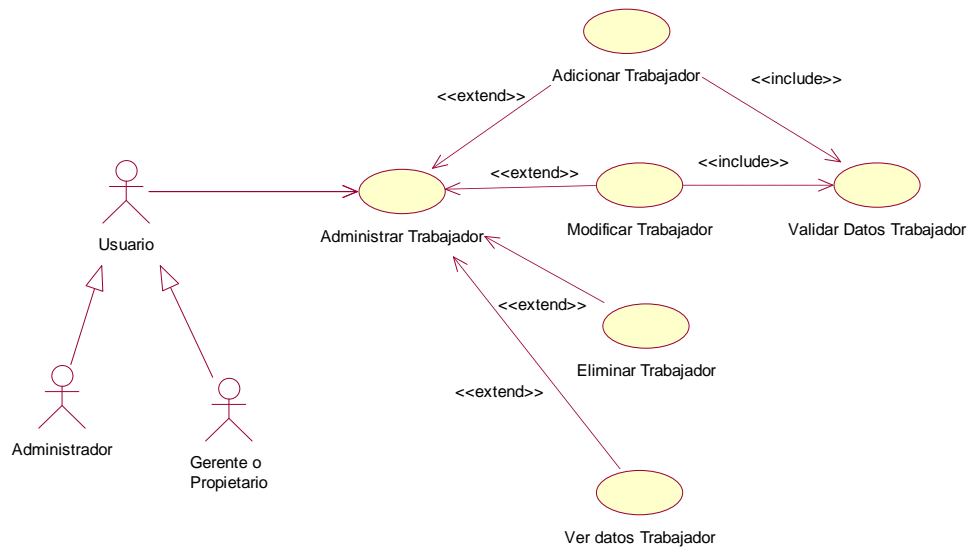 Adicionar Trabajador
<<extend>>
<<include>>
<<extend>>
<<include>>
Usuario
Administrar Trabajador
Modificar Trabajador
Validar Datos Trabajador
<<extend>>
Eliminar Trabajador
<<extend>>
Administrador
Gerente o
Propietario
Ver datos Trabajador